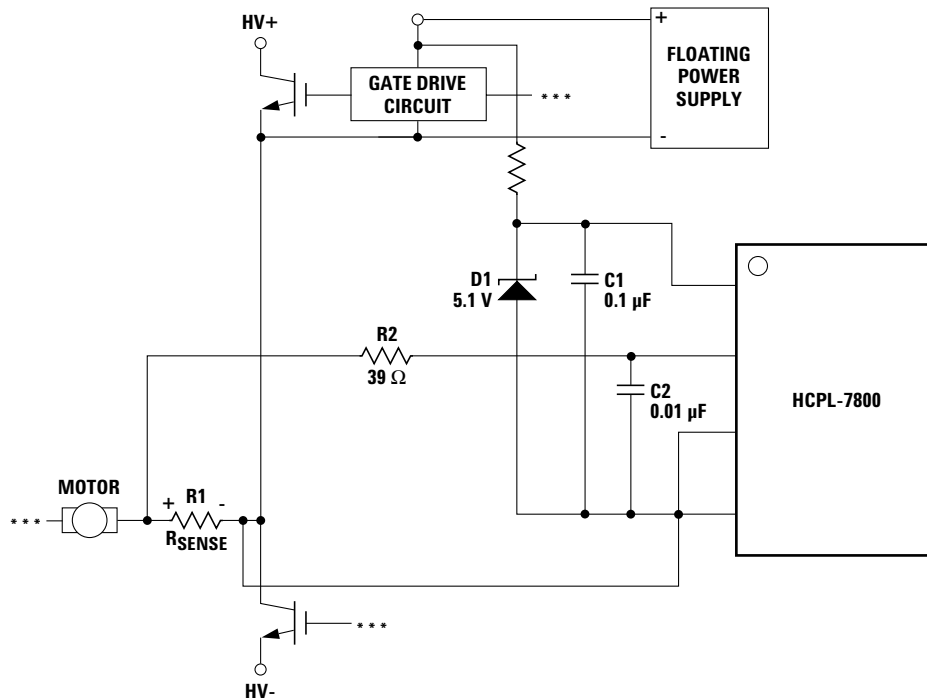 HV+
+
FLOATING
POWER
SUPPLY
-
GATE DRIVE
CIRCUIT
***
D1
5.1 V
C1
0.1 µF
R2
39 Ω
C2
0.01 µF
HCPL-7800
MOTOR
***
+ R1 -
RSENSE
***
HV-